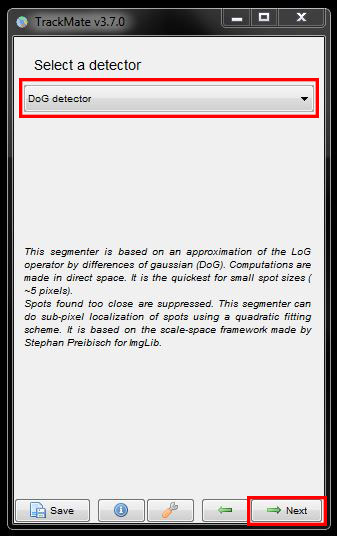 TrackMate v3.7.0
Select a detector
DoG detector
This segmenter is based on an approximation of the LoG
operator by differences of gaussian (DoG). Computations are
made in direct space. It is the quickest for small spot sizes (
~5 pixels).
Spots found too close are suppressed. This segmenter can
do sub-pixel localization of spots using a quadratic fitting
scheme. It is based on the scale-space framework made by
Stephan Preibisch for ImgLib.
Save
Next